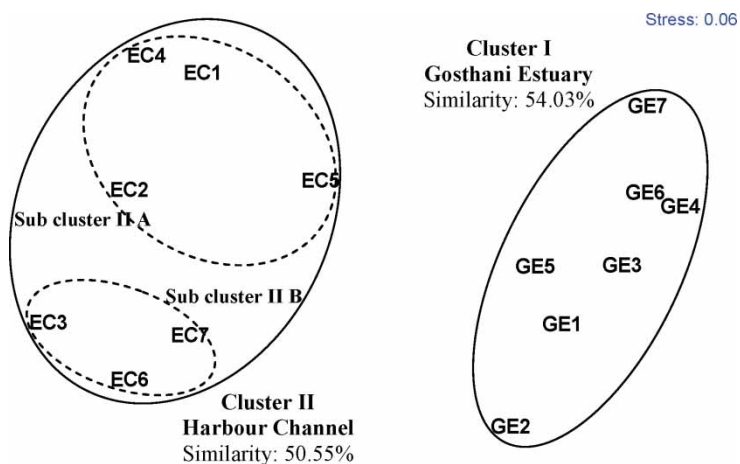 Stress: 0.06
Cluster I
Gosthani Estuary
Similarity: 54.03%
EC4
EC1
EC2
EC5
Sub cluster II A
Sub cluster II B
EC3
EC7
EC6
Cluster II
Harbour Channel
Similarity: 50.55%
GE7
GE6
GE4
GE5
GE3
GE1
GE2